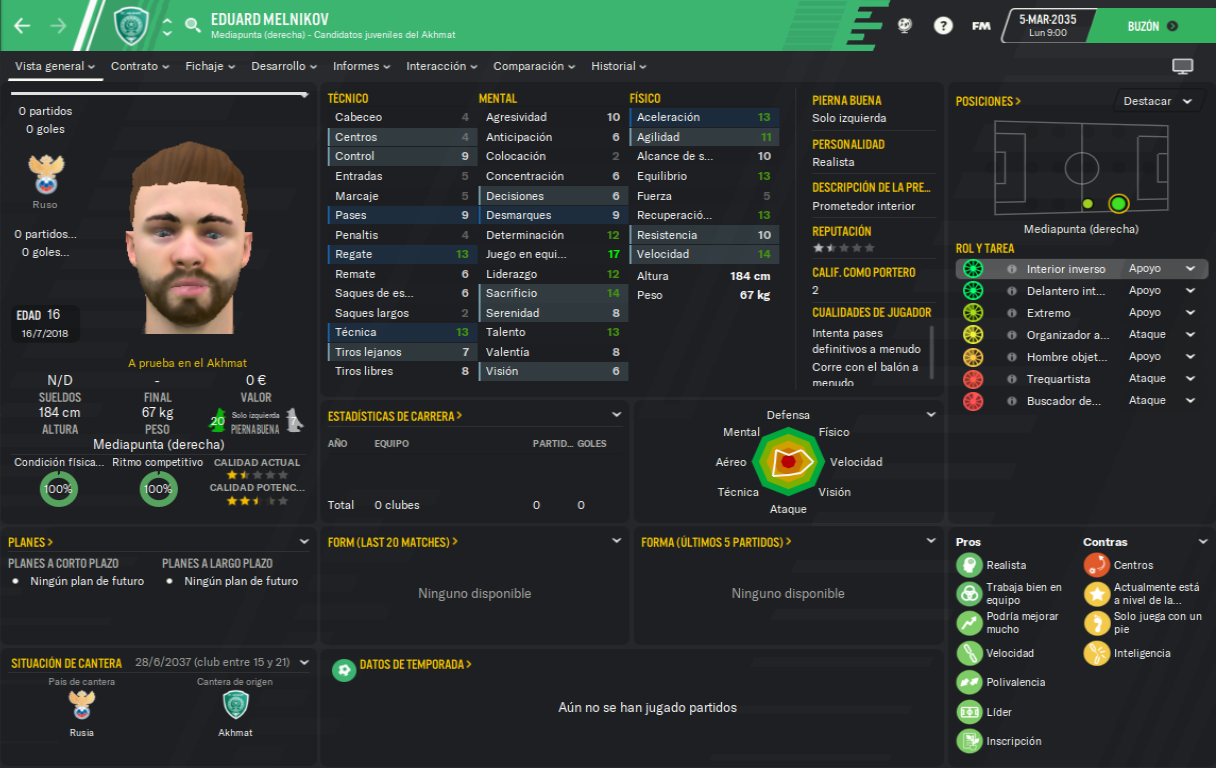 EDUARD MELNIKOV
Mediapunta (derecha) - Candidatos juveniles del Akhmat
?
FM
5-MAR-2035
Lun 9:00
BUZÓN
Vista general
Contrato
Fichaje
Desarrollo
Informes
Interacción
Comparación
Historial
0 partidos
0 goles
Ruso
0 partidos...
0 goles...
EDAD 16
16/7/2018
A prueba en el Akhmat
N/D
SUELDOS
-
FINAL
0 €
VALOR
184 cm
ALTURA
67 kg
PESO
20
Solo izquierda
PIERNA BUENA
7
Mediapunta (derecha)
Condición física...
100%
Ritmo competitivo
100%
CALIDAD ACTUAL
CALIDAD POTENC...
TÉCNICO
Cabeceo 4
Centros 4
Control 9
Entradas 5
Marcaje 5
Pases 9
Penaltis 4
Regate 13
Remate 6
Saques de es... 6
Saques largos 2
Técnica 13
Tiros lejanos 7
Tiros libres 8
MENTAL
Agresividad 10
Anticipación 6
Colocación 2
Concentración 6
Decisiones 6
Desmarques 9
Determinación 12
Juego en equi... 17
Liderazgo 12
Sacrificio 14
Serenidad 8
Talento 13
Valentía 8
Visión 6
FÍSICO
Aceleración 13
Agilidad 11
Alcance de s... 10
Equilibrio 13
Fuerza 5
Recuperació... 13
Resistencia 10
Velocidad 14
Altura 184 cm
Peso 67 kg
PIERNA BUENA
Solo izquierda
PERSONALIDAD
Realista
DESCRIPCIÓN DE LA PRE...
Prometedor interior
REPUTACIÓN
CALIF. COMO PORTERO
2
CUALIDADES DE JUGADOR
Intenta pases
definitivos a menudo
Corre con el balón a
menudo
POSICIONES >
Destacar
Mediapunta (derecha)
ROL Y TAREA
Interior inverso Apoyo
Delantero int... Apoyo
Extremo Apoyo
Organizador a... Ataque
Hombre objet... Apoyo
Trequartista Ataque
Buscador de... Ataque
ESTADÍSTICAS DE CARRERA >
AÑO EQUIPO PARTID... GOLES
Total 0 clubes 0 0
Defensa
Mental
Físico
Aéreo
Velocidad
Técnica
Visión
Ataque
PLANES >
PLANES A CORTO PLAZO
Ningún plan de futuro
PLANES A LARGO PLAZO
Ningún plan de futuro
FORM (LAST 20 MATCHES) >
Ninguno disponible
FORMA (ÚLTIMOS 5 PARTIDOS) >
Ninguno disponible
Pros
Realista
Trabaja bien en
equipo
Podría mejorar
mucho
Velocidad
Polivalencia
Líder
Inscripción
Contras
Centros
Actualmente está
a nivel de la...
Solo juega con un
pie
Inteligencia
SITUACIÓN DE CANTERA 28/6/2037 (club entre 15 y 21)
País de cantera
Rusia
Cantera de origen
Akhmat
DATOS DE TEMPORADA >
Aún no se han jugado partidos